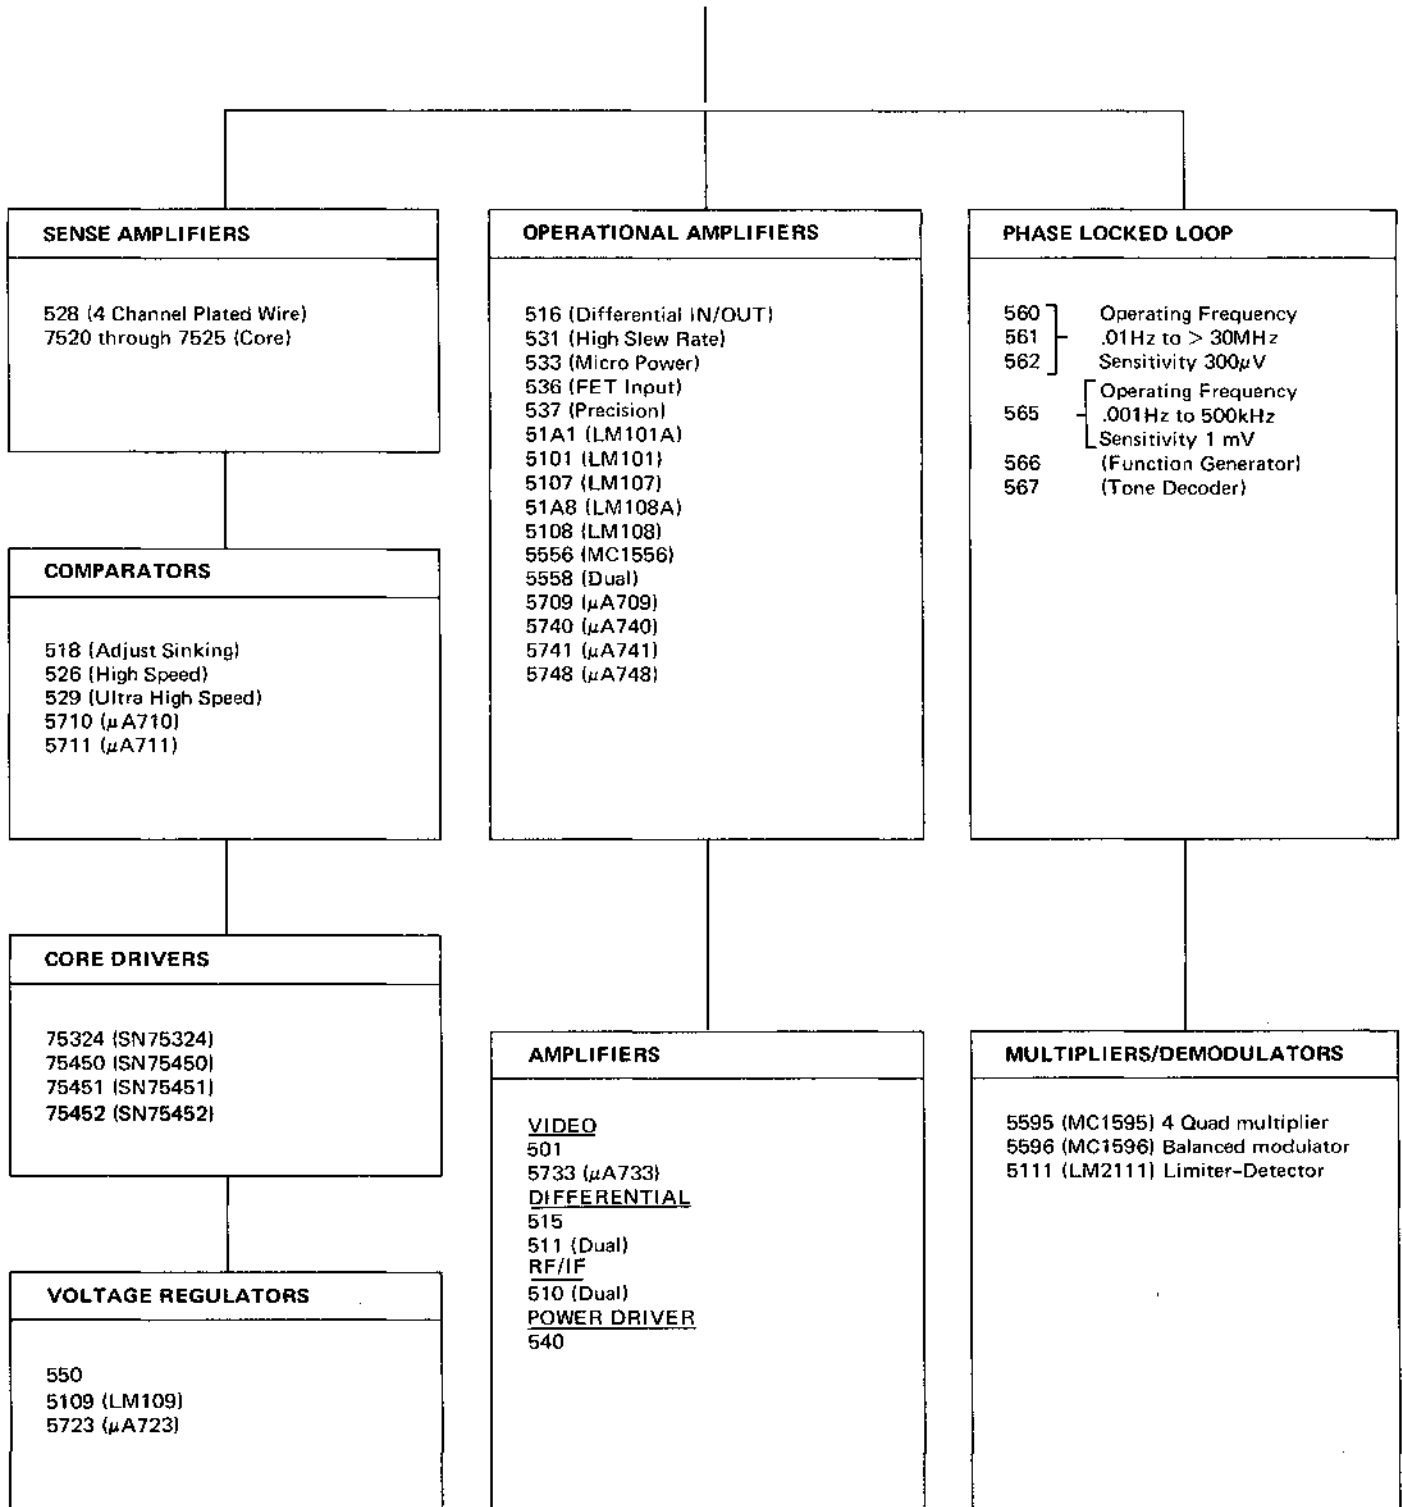 SENSE AMPLIFIERS
528 (4 Channel Plated Wire)
7520 through 7525 (Core)
COMPARATORS
518 (Adjust Sinking)
526 (High Speed)
529 (Ultra High Speed)
5710 (μA710)
5711 (μA711)
CORE DRIVERS
75324 (SN75324)
75450 (SN75450)
75451 (SN75451)
75452 (SN75452)
VOLTAGE REGULATORS
550
5109 (LM109)
5723 (μA723)
OPERATIONAL AMPLIFIERS
516 (Differential IN/OUT)
531 (High Slew Rate)
533 (Micro Power)
536 (FET Input)
537 (Precision)
51A1 (LM101A)
5101 (LM101)
5107 (LM107)
51A8 (LM108A)
5108 (LM108)
5556 (MC1556)
5558 (Dual)
5709 (μA709)
5740 (μA740)
5741 (μA741)
5748 (μA748)
AMPLIFIERS
VIDEO
501
5733 (μA733)
DIFFERENTIAL
515
511 (Dual)
RF/IF
510 (Dual)
POWER DRIVER
540
PHASE LOCKED LOOP
560 Operating Frequency
561 .01Hz to > 30MHz
562 Sensitivity 300μV
Operating Frequency
565 .001Hz to 500kHz
Sensitivity 1 mV
566 (Function Generator)
567 (Tone Decoder)
MULTIPLIERS/DEMODULATORS
5595 (MC1595) 4 Quad multiplier
5596 (MC1596) Balanced modulator
5111 (LM2111) Limiter-Detector